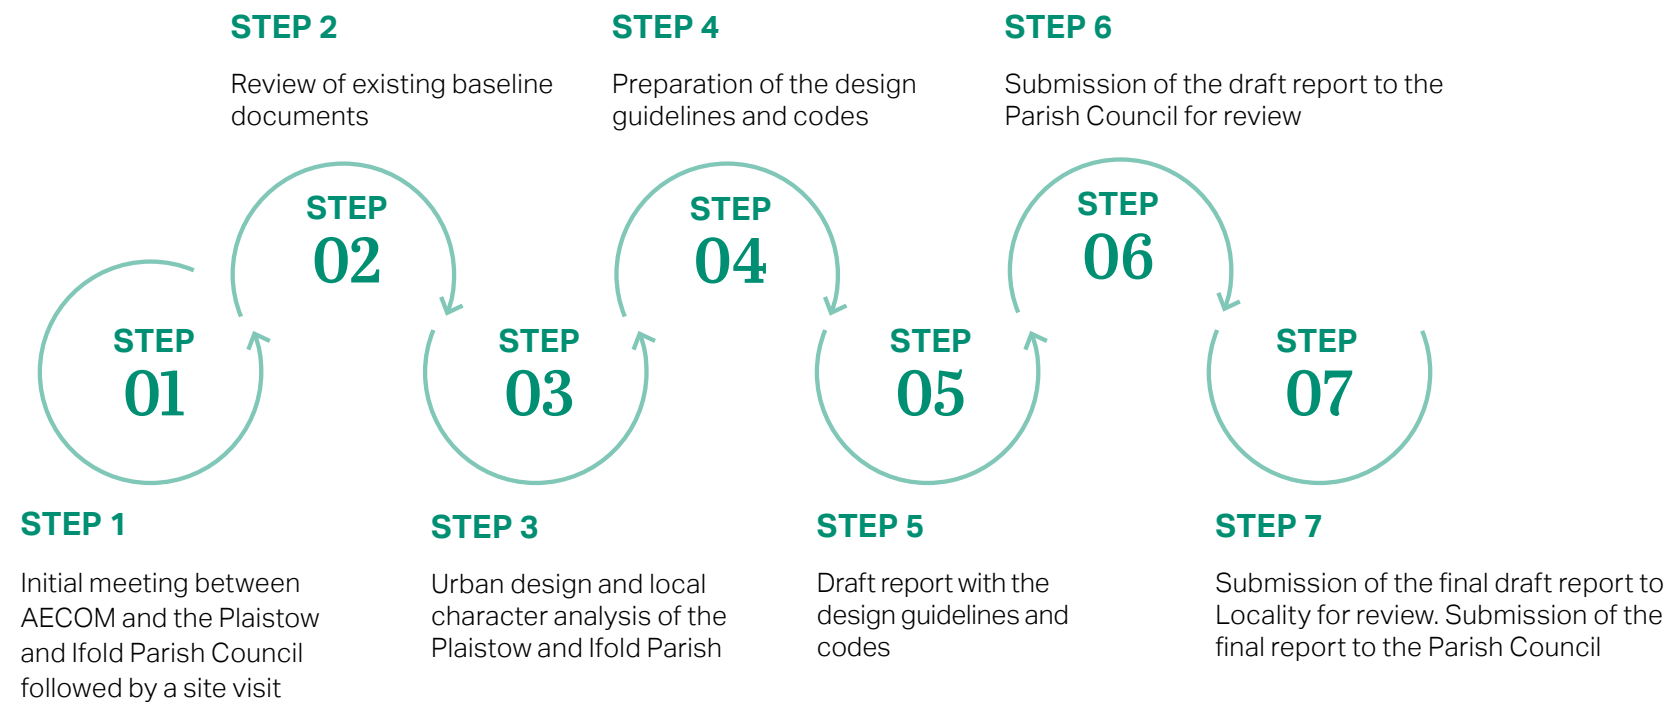 STEP 2
Review of existing baseline
documents
STEP 4
Preparation of the design
guidelines and codes
STEP 6
Submission of the draft report to the
Parish Council for review
STEP
01
STEP
02
STEP
03
STEP
04
STEP
05
STEP
06
STEP
07
STEP 1
Initial meeting between
AECOM and the Plaistow
and Ifold Parish Council
followed by a site visit
STEP 3
Urban design and local
character analysis of the
Plaistow and Ifold Parish
STEP 5
Draft report with the
design guidelines and
codes
STEP 7
Submission of the final draft report to
Locality for review. Submission of the
final report to the Parish Council